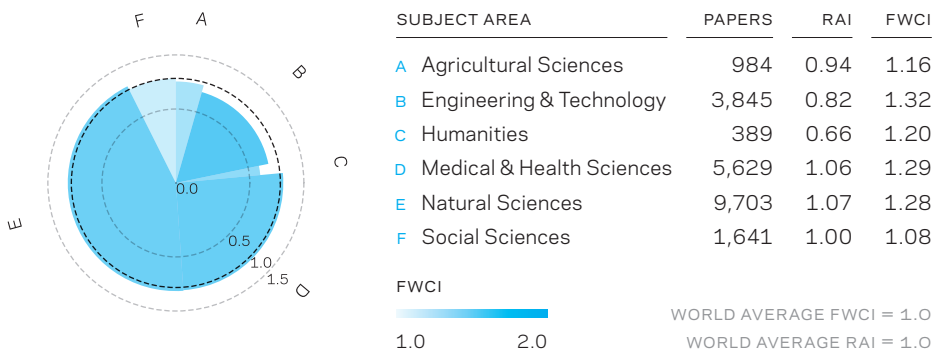 F A
B
C
D
E
0.0
0.5
1.0
1.5
SUBJECT AREA PAPERS RAI FWCI
A Agricultural Sciences 984 0.94 1.16
B Engineering & Technology 3,845 0.82 1.32
C Humanities 389 0.66 1.20
D Medical & Health Sciences 5,629 1.06 1.29
E Natural Sciences 9,703 1.07 1.28
F Social Sciences 1,641 1.00 1.08
FWCI
1.0 2.0
WORLD AVERAGE FWCI = 1.0
WORLD AVERAGE RAI = 1.0